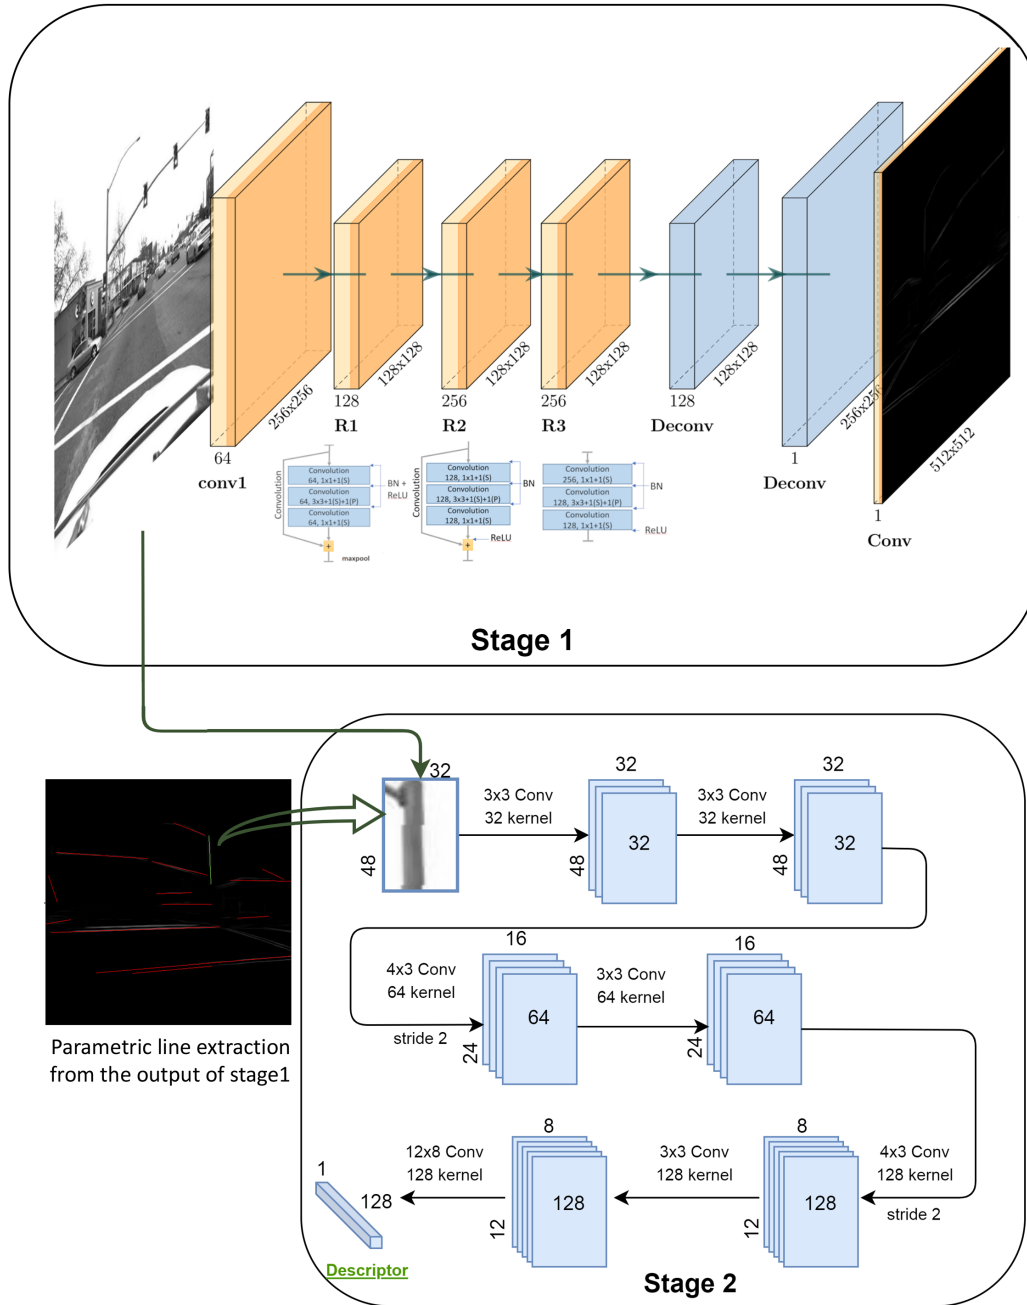 256x256
128x128
128x128
128x128
128x128
256x256
512x512
64
128
256
256
128
1
1
conv1
R1
R2
R3
Deconv
Deconv
Conv
Convolution
Convolution
64, 1x1+1(S)
Convolution
64, 3x3+1(S)+1(P)
Convolution
64, 1x1+1(S)
BN +
ReLU
+
maxpool
Convolution
Convolution
128, 1x1+1(S)
Convolution
128, 3x3+1(S)+1(P)
Convolution
128, 1x1+1(S)
BN
ReLU
+
Convolution
256, 1x1+1(S)
Convolution
128, 3x3+1(S)+1(P)
Convolution
128, 1x1+1(S)
BN
ReLU
Stage 1
32
48
3x3 Conv
32 kernel
32
32
48
3x3 Conv
32 kernel
32
32
48
4x3 Conv
64 kernel
stride 2
16
64
24
3x3 Conv
64 kernel
16
64
24
Parametric line extraction
from the output of stage1
4x3 Conv
128 kernel
stride 2
8
128
12
3x3 Conv
128 kernel
8
128
12
12x8 Conv
128 kernel
1
128
Descriptor
Stage 2